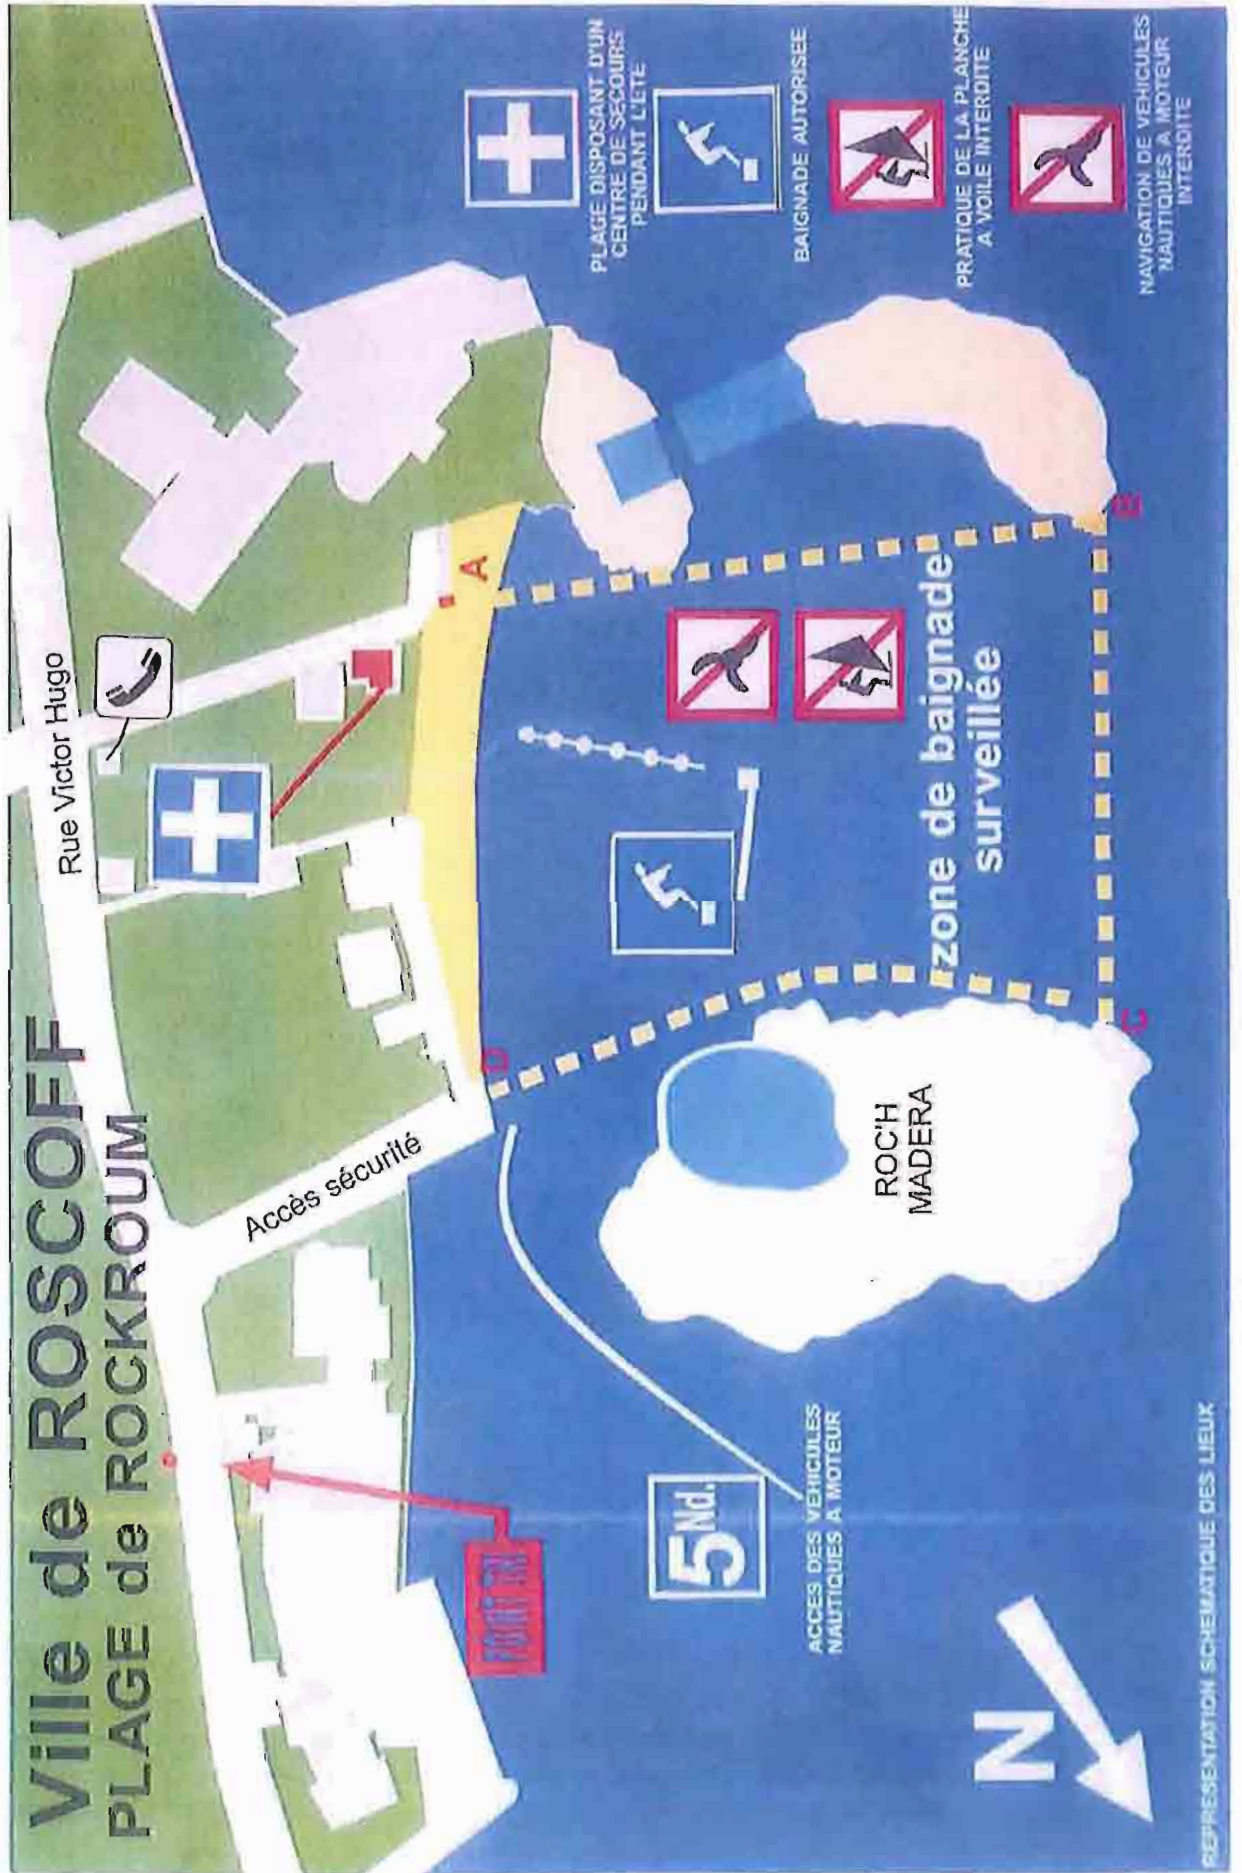 Ville de ROSCOFF
PLAGE de ROCKROUM
Rue Victor Hugo
Accès sécurité
A
B
C
D
zone de baignade
surveillée
ROC'H
MADERA
5 Nd.
ACCES DES VEHICULES
NAUTIQUES A MOTEUR
N
REPRESENTATION SCHEMATIQUE DES LIEUX
PLAGE DISPOSANT D'UN
CENTRE DE SECOURS
PENDANT L'ETE
BAIGNADE AUTORISEE
PRATIQUE DE LA PLANCHE
A VOILE INTERDITE
NAVIGATION DE VEHICULES
NAUTIQUES A MOTEUR
INTERDITE